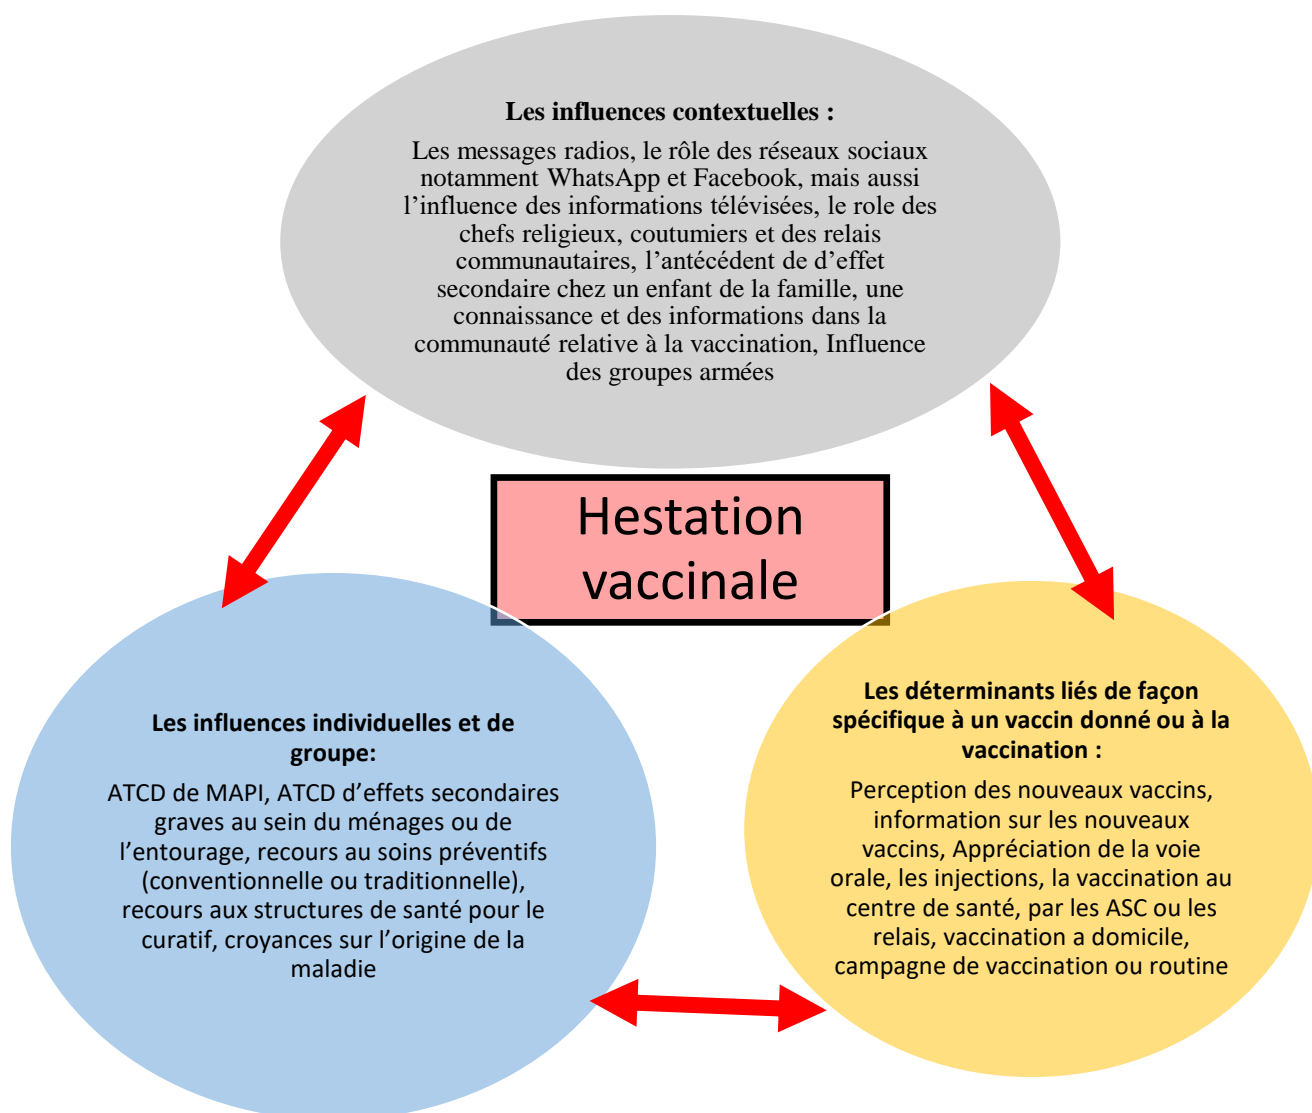 Les influences contextuelles :
Les messages radios, le rôle des réseaux sociaux
notamment WhatsApp et Facebook, mais aussi
l’influence des informations télévisées, le role des
chefs religieux, coutumiers et des relais
communautaires, l’antécédent de d’effet
secondaire chez un enfant de la famille, une
connaissance et des informations dans la
communauté relative à la vaccination, Influence
des groupes armées
Hestation
vaccinale
Les influences individuelles et de
groupe:
ATCD de MAPI, ATCD d’effets secondaires
graves au sein du ménages ou de
l’entourage, recours au soins préventifs
(conventionnelle ou traditionnelle),
recours aux structures de santé pour le
curatif, croyances sur l’origine de la
maladie
Les déterminants liés de façon
spécifique à un vaccin donné ou à la
vaccination :
Perception des nouveaux vaccins,
information sur les nouveaux
vaccins, Appréciation de la voie
orale, les injections, la vaccination au
centre de santé, par les ASC ou les
relais, vaccination a domicile,
campagne de vaccination ou routine